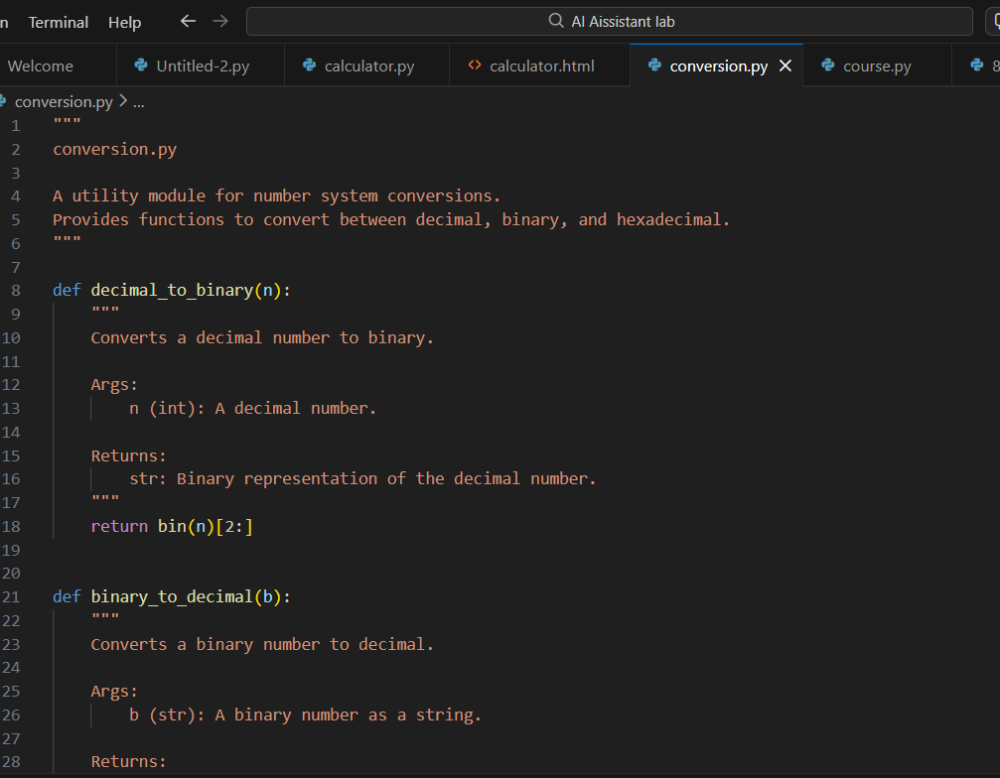 n Terminal Help ← → AI Aissistant lab
Welcome Untitled-2.py calculator.py <> calculator.html conversion.py × course.py 8
conversion.py > ...
1 """
2 conversion.py
3
4 A utility module for number system conversions.
5 Provides functions to convert between decimal, binary, and hexadecimal.
6 """
7
8 def decimal_to_binary(n):
9 """
10 Converts a decimal number to binary.
11
12 Args:
13 n (int): A decimal number.
14
15 Returns:
16 str: Binary representation of the decimal number.
17 """
18 return bin(n)[2:]
19
20
21 def binary_to_decimal(b):
22 """
23 Converts a binary number to decimal.
24
25 Args:
26 b (str): A binary number as a string.
27
28 Returns: